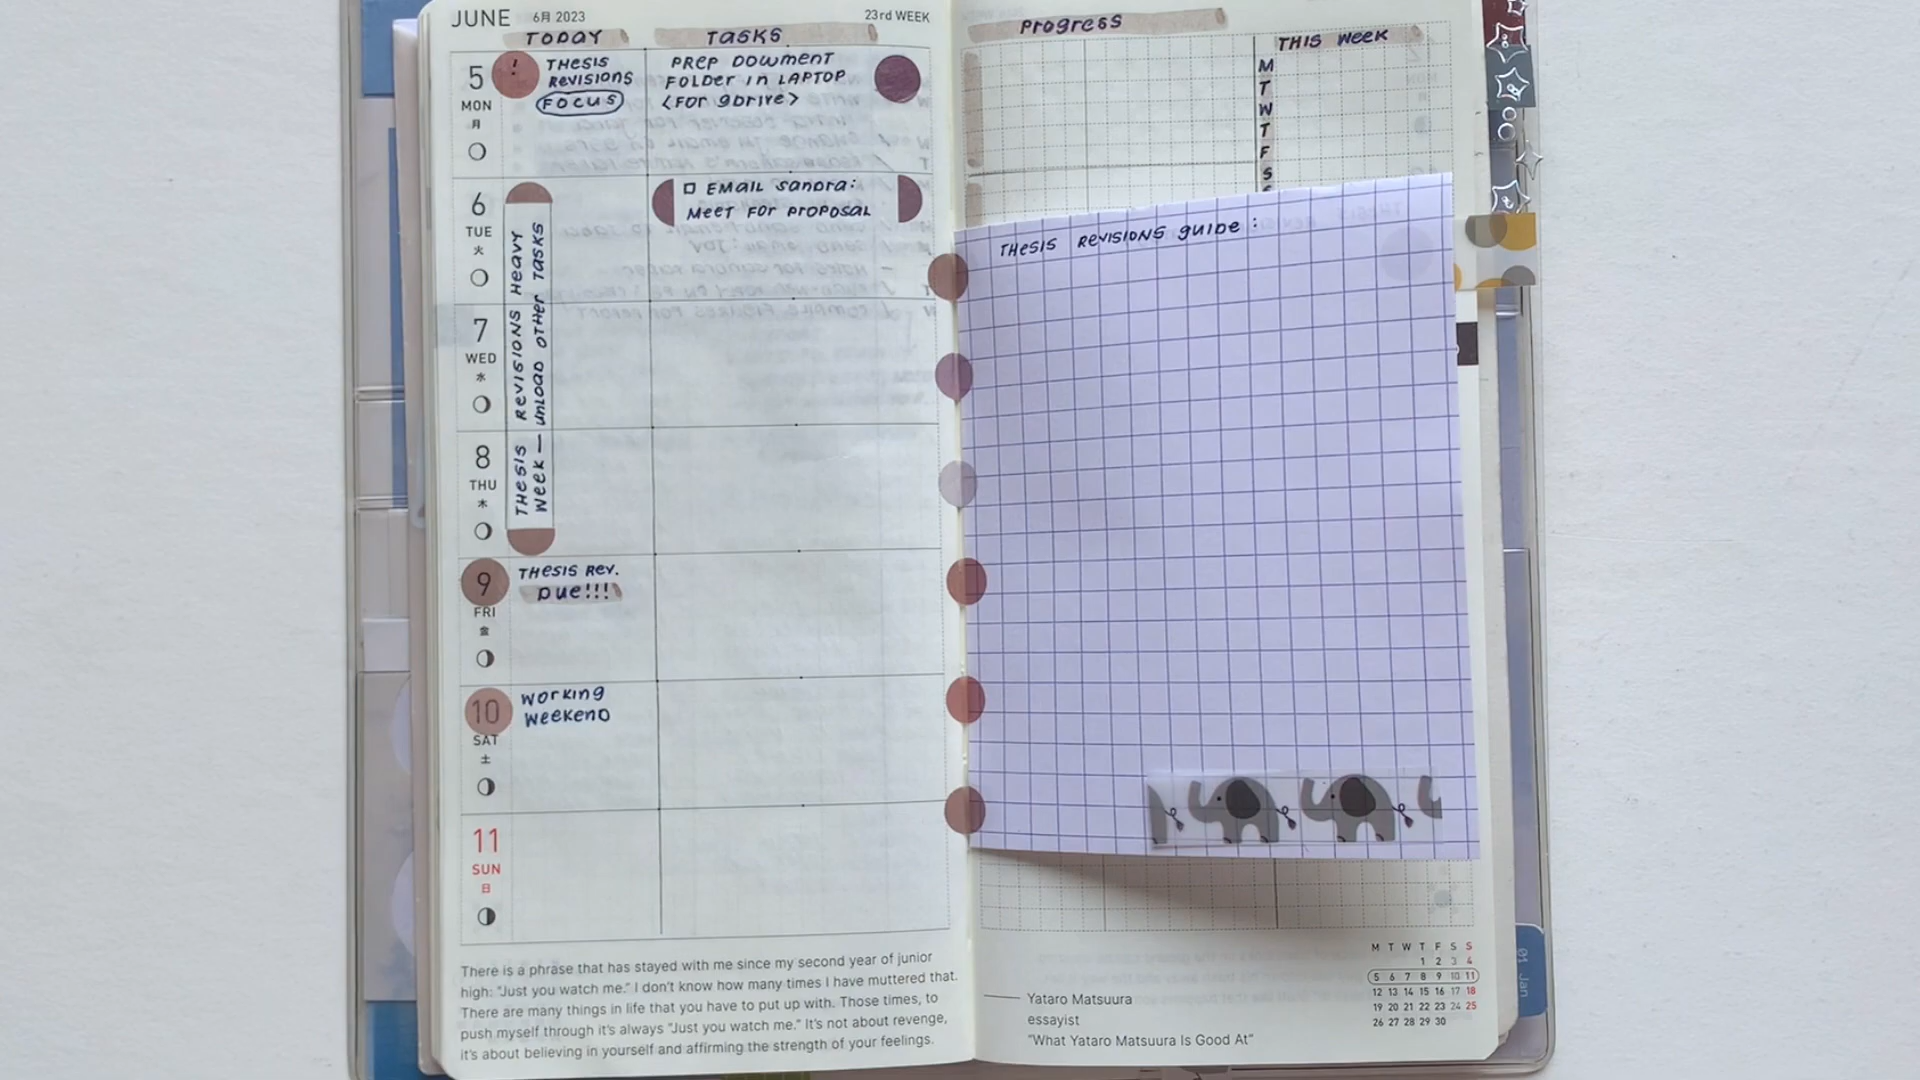 JUNE 6月 2023
23rd WEEK
TODAY
TASKS
5
MON
月
!
THESIS
REVISIONS
FOCUS
PREP DOWMENT
FOLDER IN LAPTOP
<FOR gDRIVE>
6
TUE
火
EMAIL SANDRA:
MEET FOR PROPOSAL
7
WED
水
8
THU
木
THESIS REVISIONS HEAVY
WEEK — UNLOAD OTHER TASKS
9
FRI
金
THESIS REV.
DUE!!!
10
SAT
土
WORKING
WEEKEND
11
SUN
日
There is a phrase that has stayed with me since my second year of junior
high: "Just you watch me." I don't know how many times I have muttered that.
There are many things in life that you have to put up with. Those times, to
push myself through it's always "Just you watch me." It's not about revenge,
it's about believing in yourself and affirming the strength of your feelings.
Progress
THIS WEEK
M
T
W
T
F
S
THESIS REVISIONS GUIDE:
Yataro Matsuura
essayist
"What Yataro Matsuura Is Good At"
M T W T F S S
1 2 3 4
5 6 7 8 9 10 11
12 13 14 15 16 17 18
19 20 21 22 23 24 25
26 27 28 29 30
01 Jan